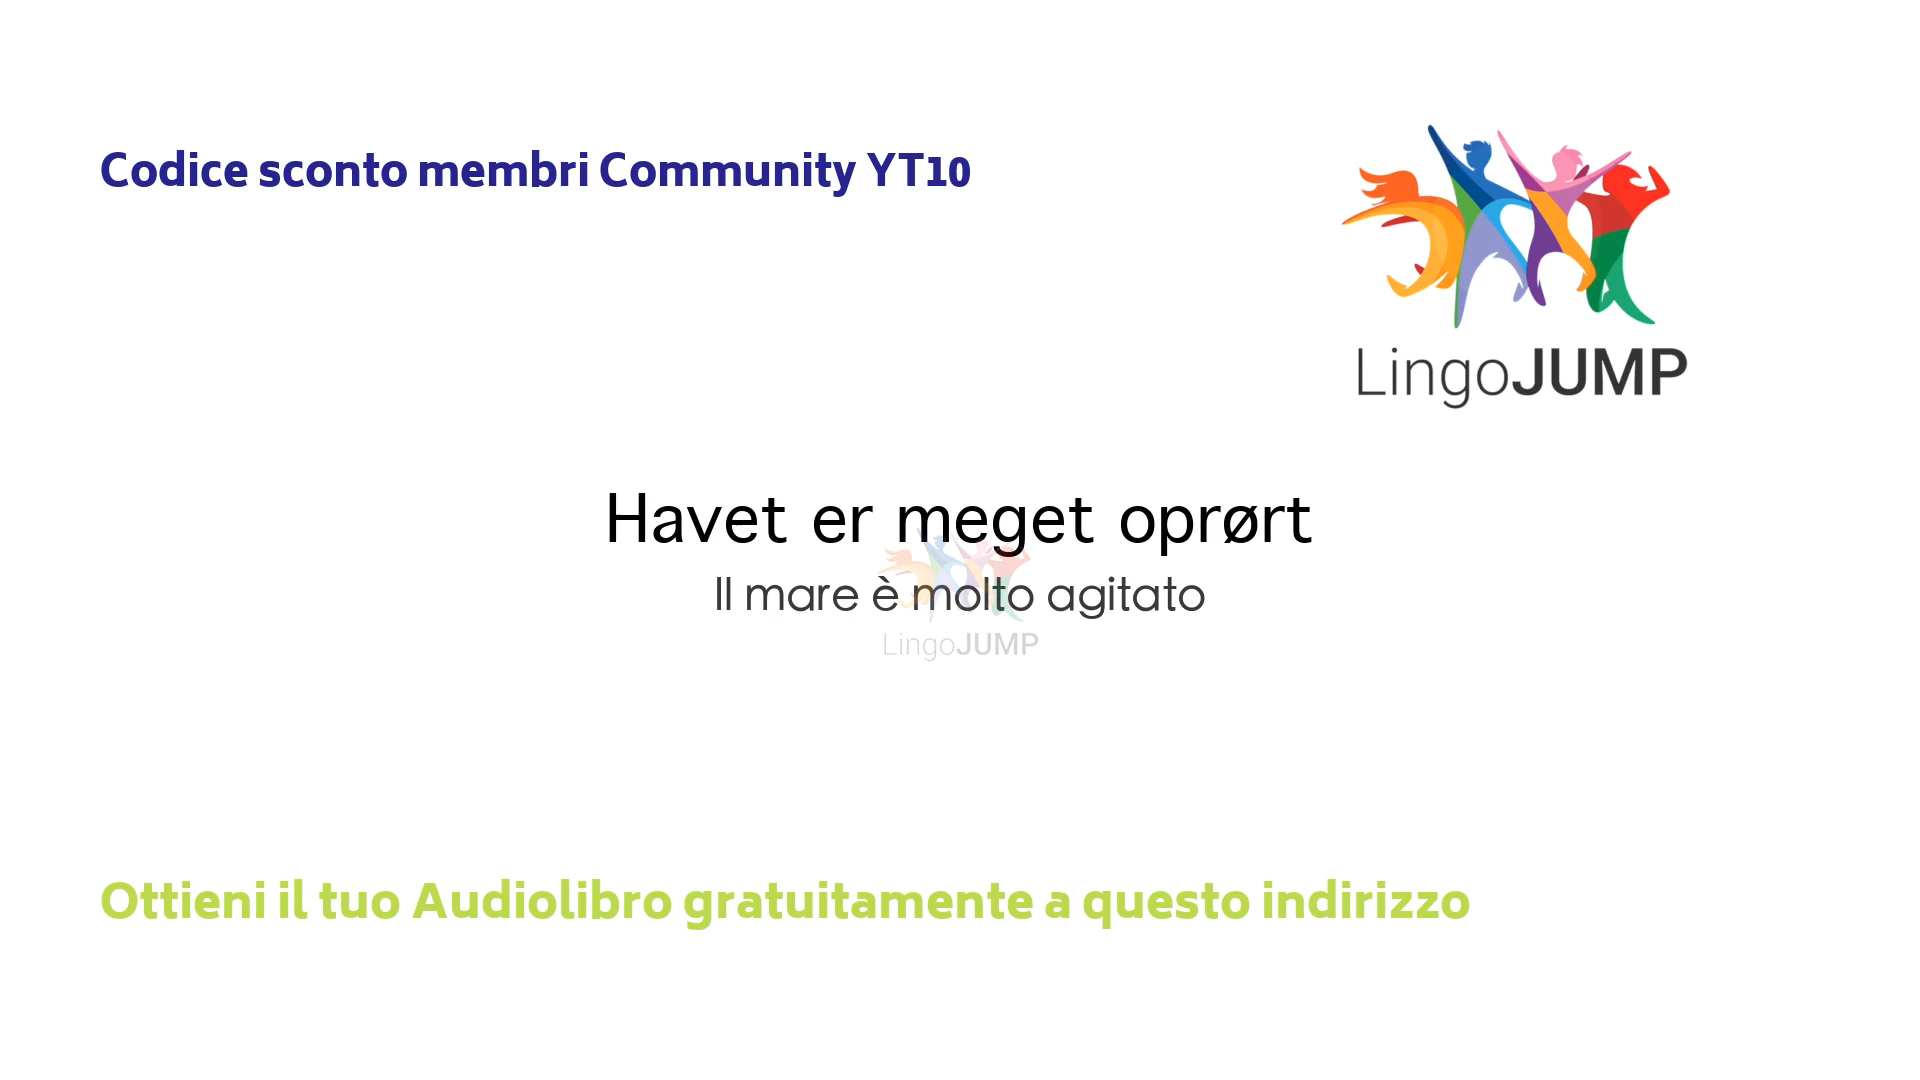 Codice sconto membri Community YT10
LingoJUMP
Havet er meget oprørt
Il mare è molto agitato
LingoJUMP
Ottieni il tuo Audiolibro gratuitamente a questo indirizzo